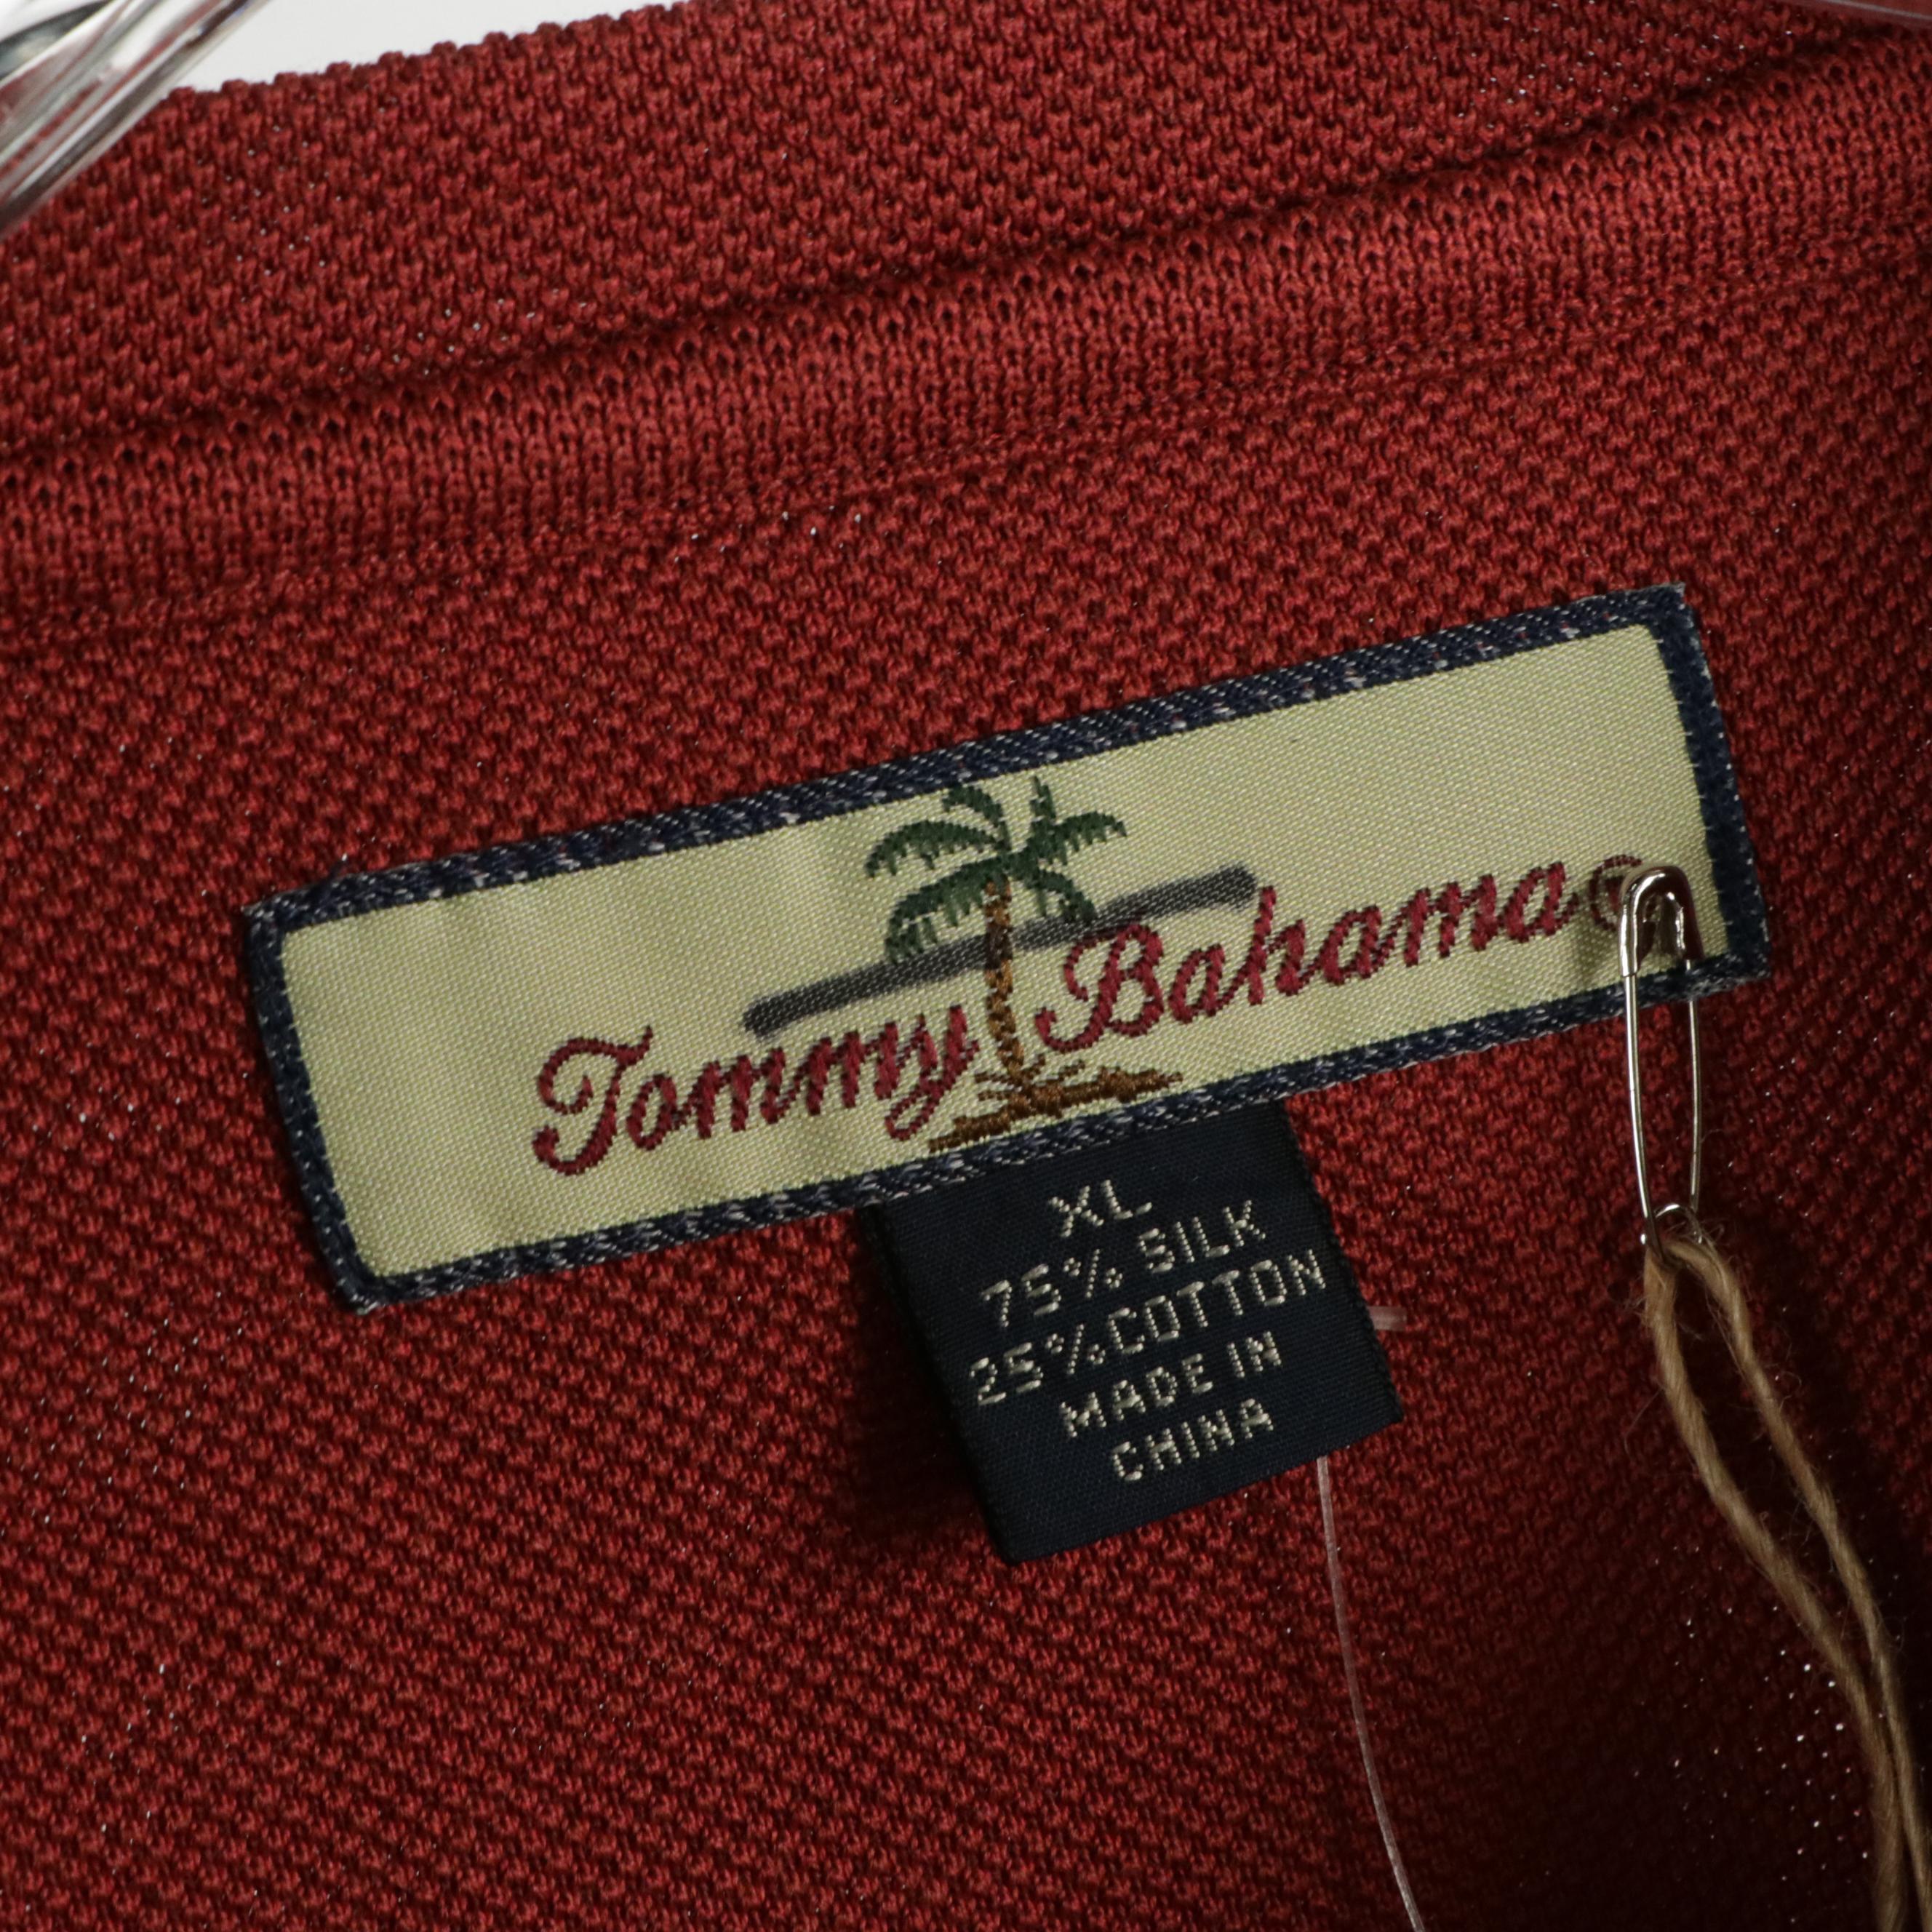 Tommy Bahama®
XL
75% SILK
25% COTTON
MADE IN
CHINA